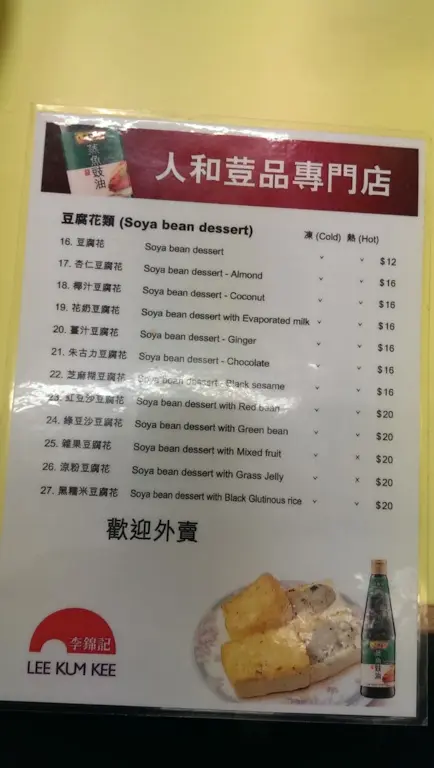 蒸魚豉油
人和荳品專門店
豆腐花類 (Soya bean dessert) 凍 (Cold) 熱 (Hot)
16. 豆腐花 Soya bean dessert v v $12
17. 杏仁豆腐花 Soya bean dessert - Almond v v $16
18. 椰汁豆腐花 Soya bean dessert - Coconut v v $16
19. 花奶豆腐花 Soya bean dessert with Evaporated milk v v $16
20. 薑汁豆腐花 Soya bean dessert - Ginger v v $16
21. 朱古力豆腐花 Soya bean dessert - Chocolate v v $16
22. 芝麻糊豆腐花 Soya bean dessert - Black sesame v v $16
23. 紅豆沙豆腐花 Soya bean dessert with Red bean v v $20
24. 綠豆沙豆腐花 Soya bean dessert with Green bean v v $20
25. 雜果豆腐花 Soya bean dessert with Mixed fruit v x $20
26. 涼粉豆腐花 Soya bean dessert with Grass Jelly v x $20
27. 黑糯米豆腐花 Soya bean dessert with Black Glutinous rice v v $20
歡迎外賣
李錦記
LEE KUM KEE
蒸魚豉油